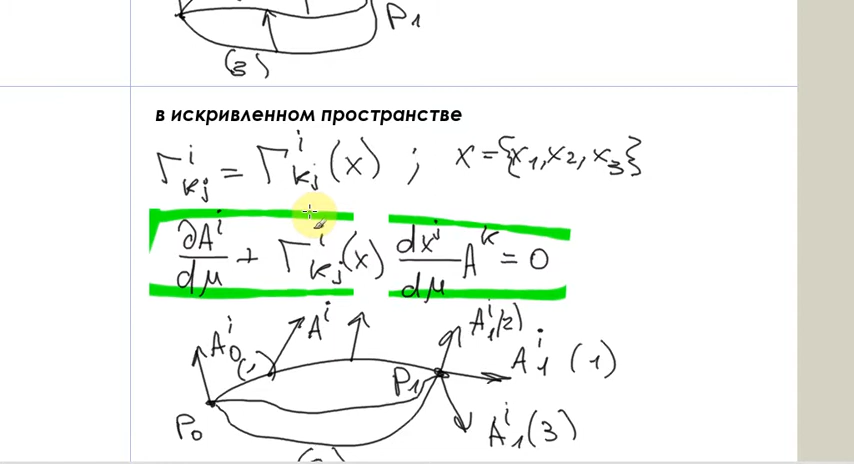 P₁
(3)
в искривленном пространстве
Γⁱₖⱼ = Γⁱₖⱼ(x) ; x = {x₁, x₂, x₃}
∂Aⁱ/dμ + Γⁱₖⱼ(x) dxʲ/dμ Aᵏ = 0
A₀ⁱ (1) Aⁱ A₁ⁱ(2)
P₁ A₁ⁱ (1)
P₀ A₁ⁱ(3)